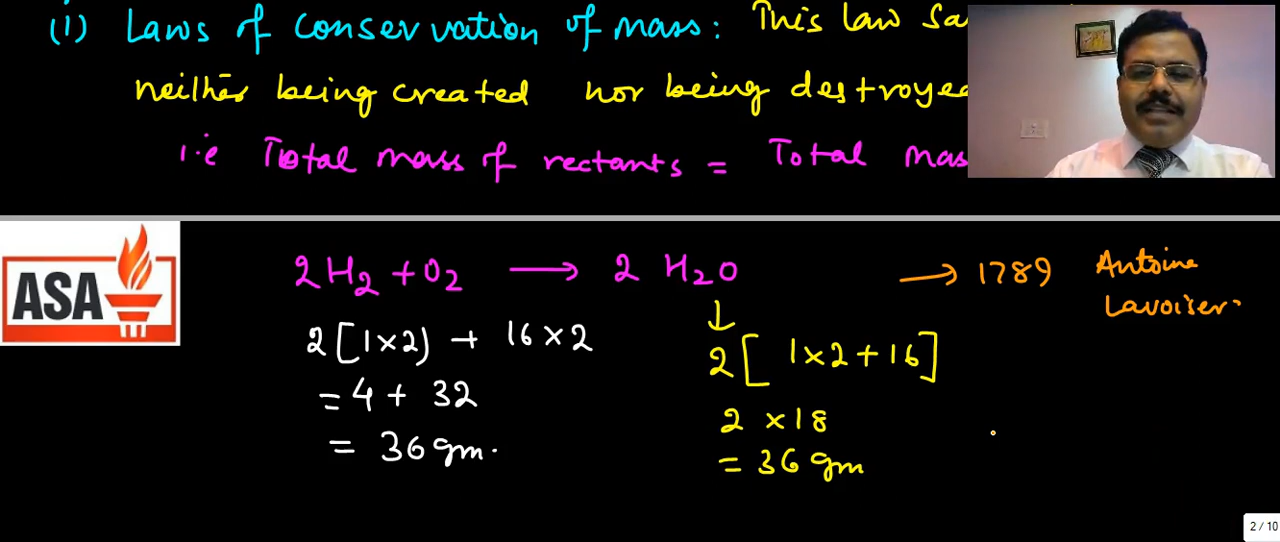 (i) Laws of conservation of mass: This law sa
neither being created nor being destroyed
i.e Total mass of rectants = Total mas
ASA
2H₂ + O₂ → 2 H₂O → 1789 Antoine
Lavoiser
2[1×2) + 16×2
↓
2[ 1×2+16]
= 4 + 32
2 ×18
= 36 gm.
= 36 gm
2 / 10